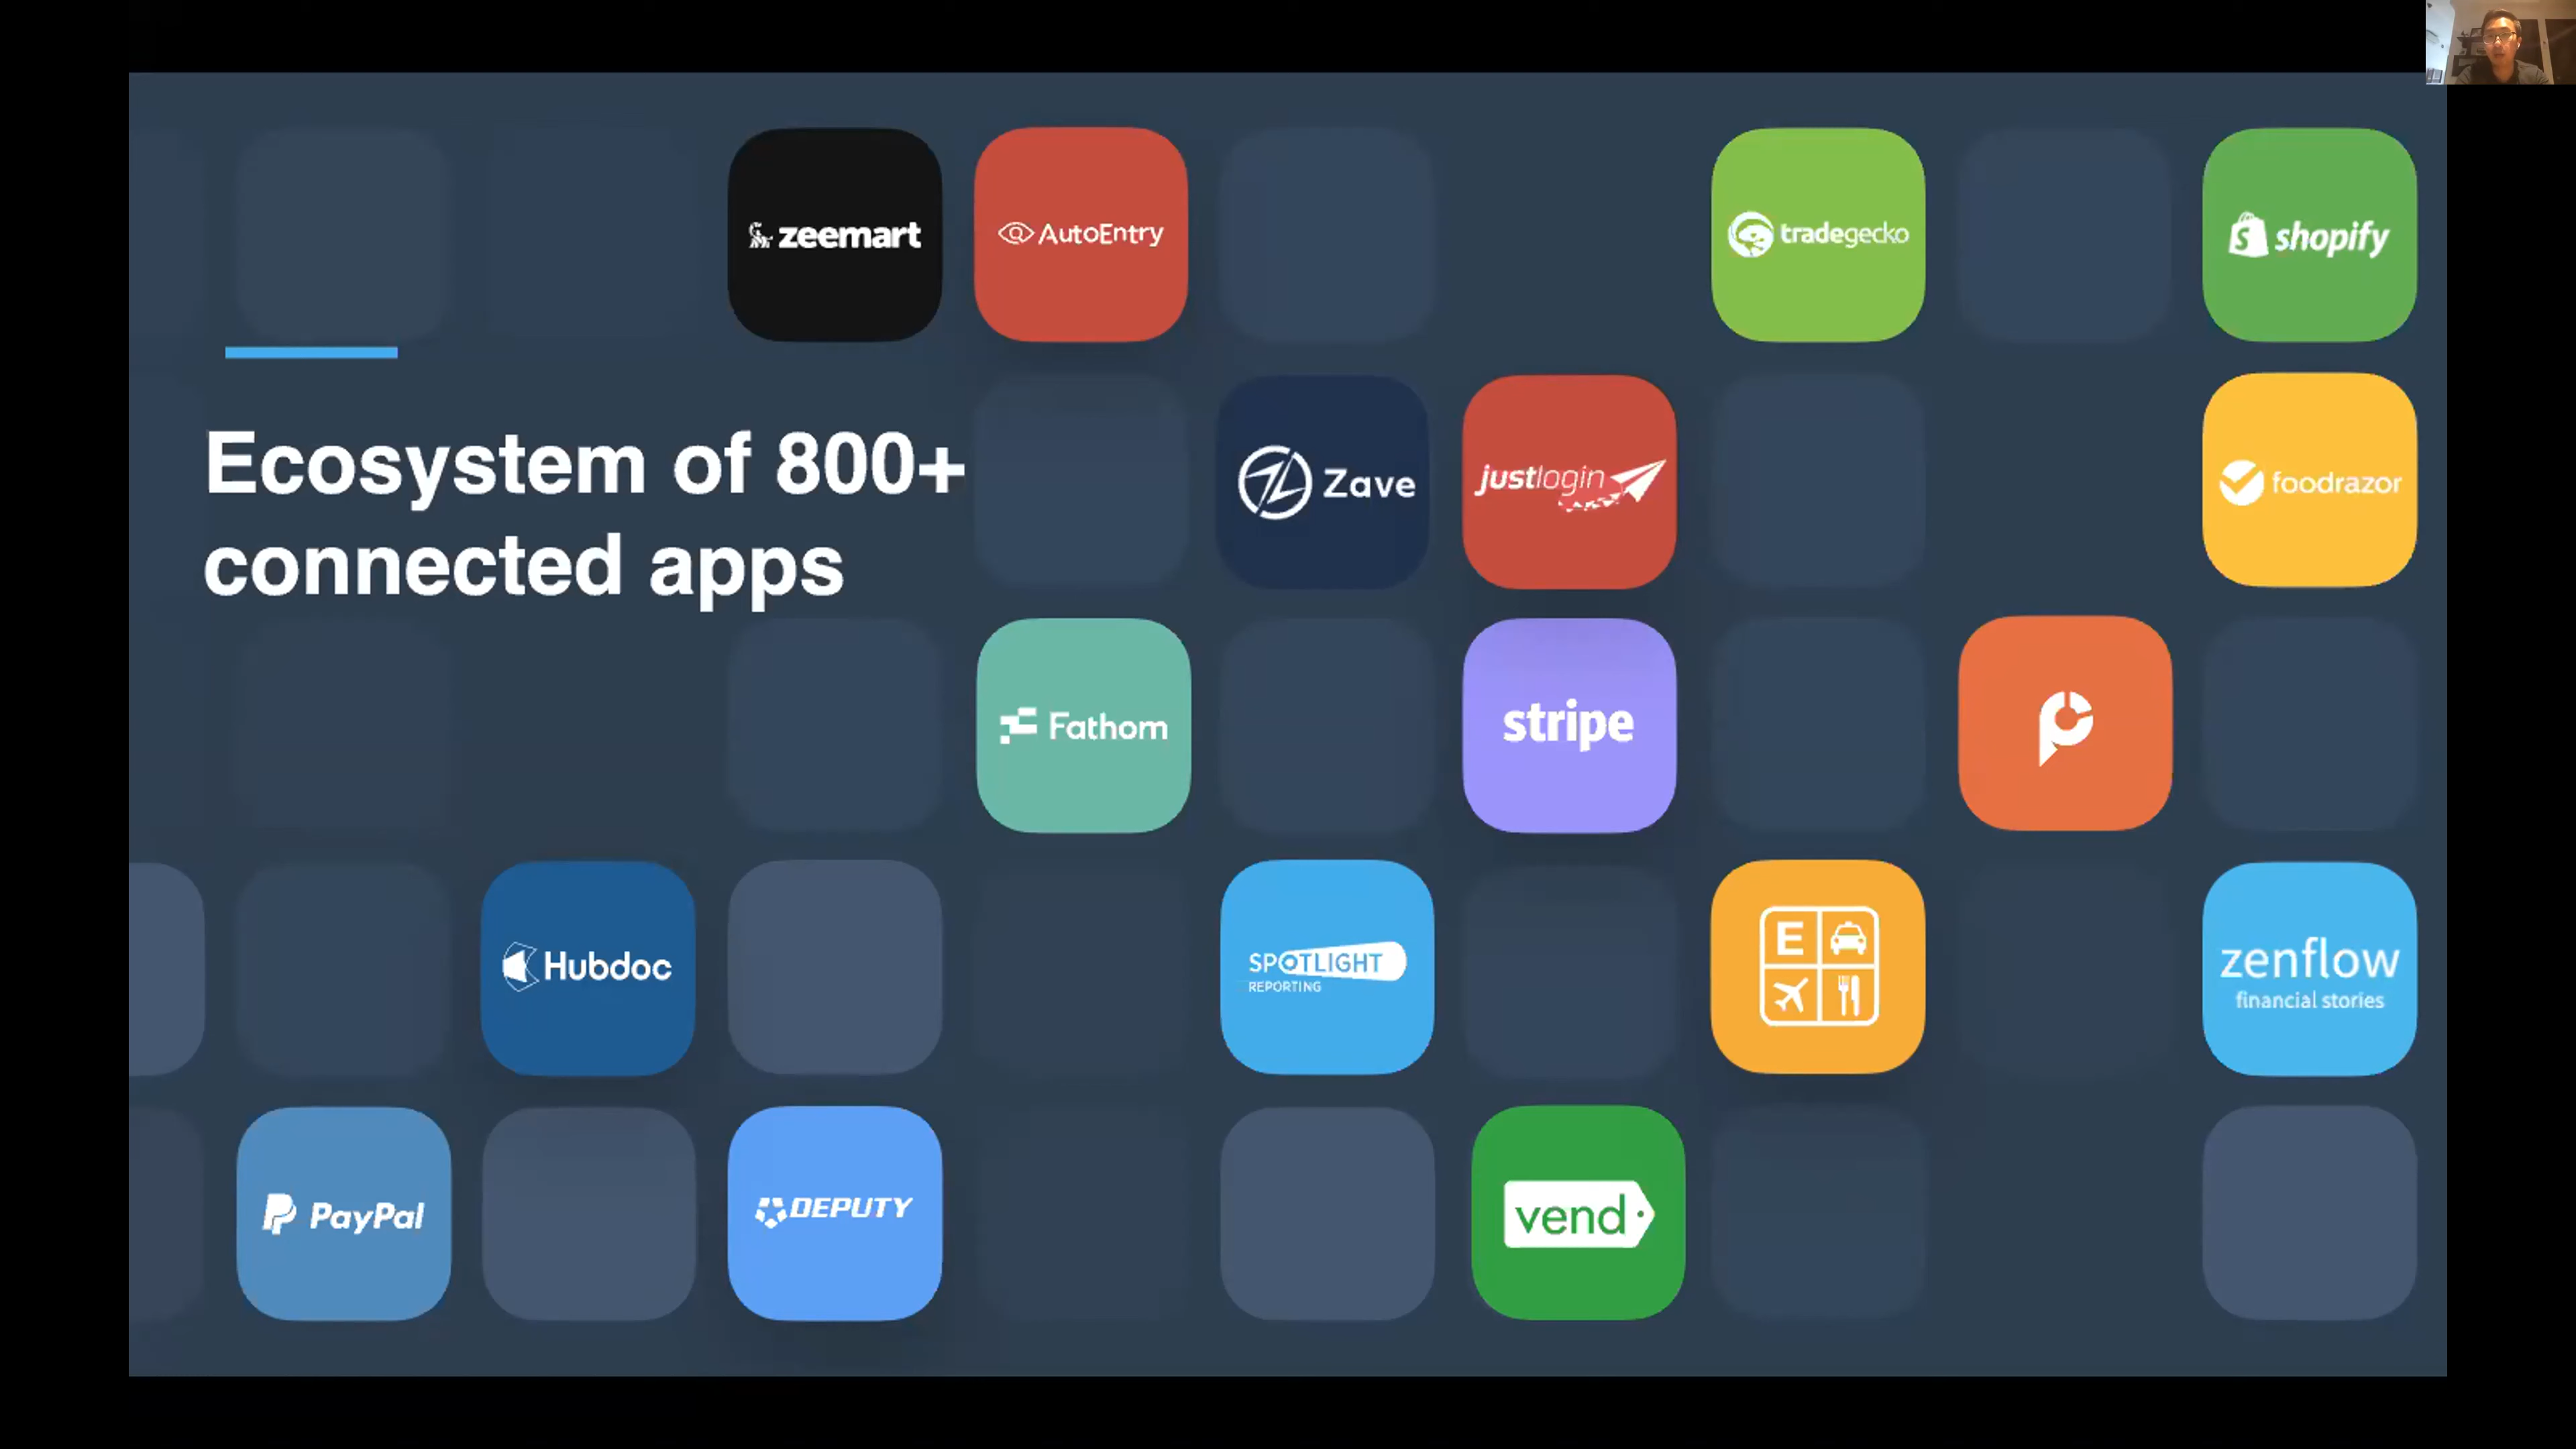 zeemart
AutoEntry
tradegecko
shopify
Ecosystem of 800+
connected apps
Zave
justlogin
foodrazor
Fathom
stripe
Hubdoc
SPOTLIGHT
REPORTING
E
zenflow
financial stories
PayPal
DEPUTY
vend